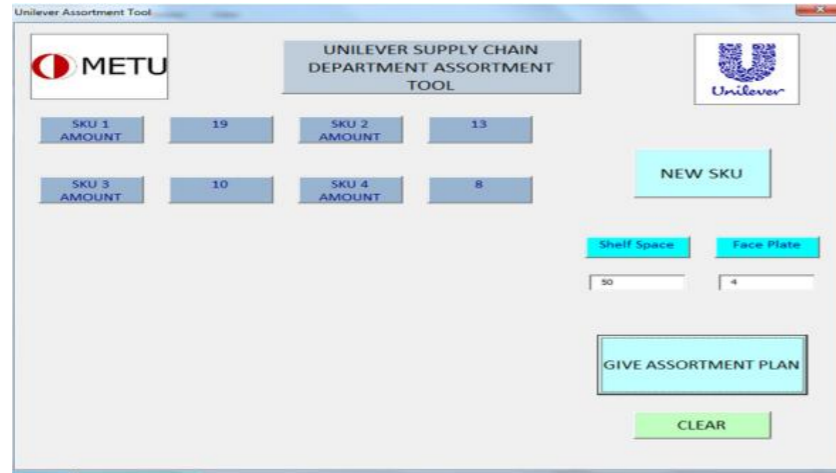 Unilever Assortment Tool
METU
UNILEVER SUPPLY CHAIN
DEPARTMENT ASSORTMENT
TOOL
Unilever
SKU 1
AMOUNT
19
SKU 2
AMOUNT
13
NEW SKU
SKU 3
AMOUNT
10
SKU 4
AMOUNT
8
Shelf Space
Face Plate
50
4
GIVE ASSORTMENT PLAN
CLEAR